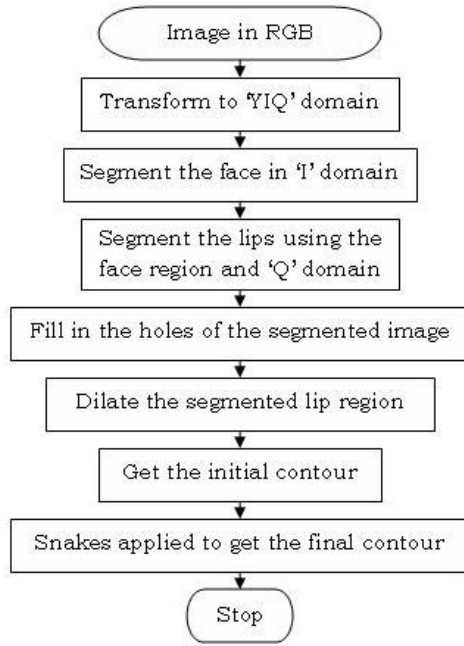 Image in RGB
Transform to ‘YIQ’ domain
Segment the face in ‘I’ domain
Segment the lips using the
face region and ‘Q’ domain
Fill in the holes of the segmented image
Dilate the segmented lip region
Get the initial contour
Snakes applied to get the final contour
Stop